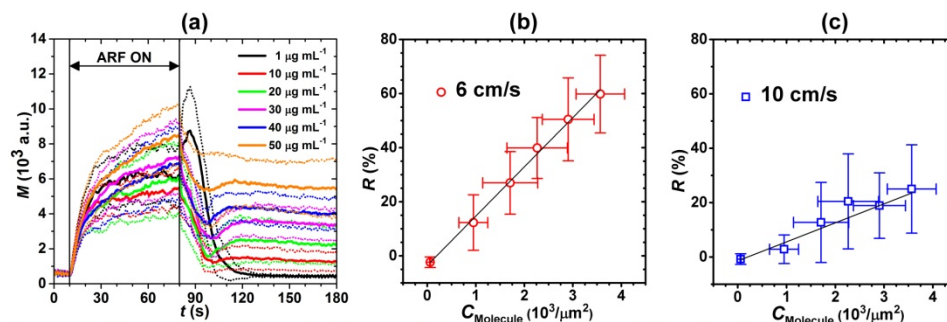 (a)
14
12
10
8
6
4
2
0
M (10³ a.u.)
ARF ON
1 μg mL⁻¹
10 μg mL⁻¹
20 μg mL⁻¹
30 μg mL⁻¹
40 μg mL⁻¹
50 μg mL⁻¹
0 30 60 90 120 150 180
t (s)
(b)
80
60
40
20
0
R (%)
6 cm/s
0 1 2 3 4
C Molecule (10³/μm²)
(c)
80
60
40
20
0
R (%)
10 cm/s
0 1 2 3 4
C Molecule (10³/μm²)